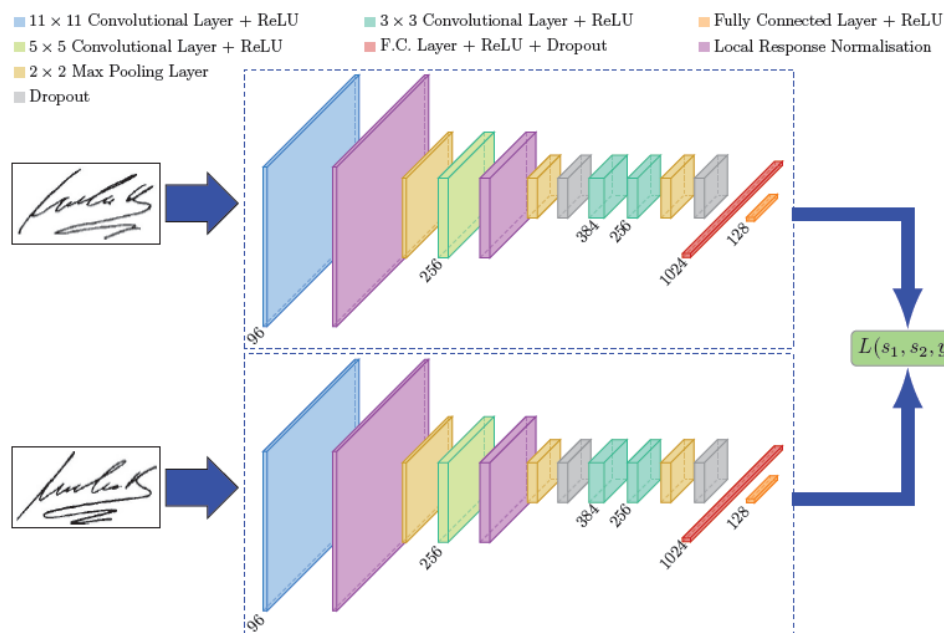 11 × 11 Convolutional Layer + ReLU
3 × 3 Convolutional Layer + ReLU
Fully Connected Layer + ReLU
5 × 5 Convolutional Layer + ReLU
F.C. Layer + ReLU + Dropout
Local Response Normalisation
2 × 2 Max Pooling Layer
Dropout
96
256
384
256
1024
128
L(s₁, s₂, y
96
256
384
256
1024
128